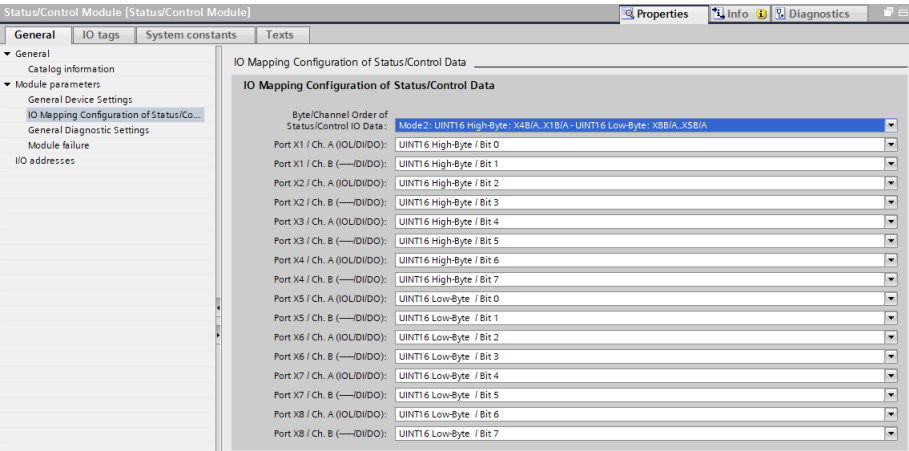 Status/Control Module [Status/Control Module]
Properties
Info
Diagnostics
General
IO tags
System constants
Texts
General
Catalog information
Module parameters
General Device Settings
IO Mapping Configuration of Status/Co...
General Diagnostic Settings
Module failure
I/O addresses
IO Mapping Configuration of Status/Control Data
IO Mapping Configuration of Status/Control Data
Byte/Channel Order of
Status/Control IO Data: Mode2: UINT16 High-Byte: X4B/A..X1B/A - UINT16 Low-Byte: X8B/A..X5B/A
Port X1 / Ch. A (IOL/DI/DO): UINT16 High-Byte / Bit 0
Port X1 / Ch. B (——/DI/DO): UINT16 High-Byte / Bit 1
Port X2 / Ch. A (IOL/DI/DO): UINT16 High-Byte / Bit 2
Port X2 / Ch. B (——/DI/DO): UINT16 High-Byte / Bit 3
Port X3 / Ch. A (IOL/DI/DO): UINT16 High-Byte / Bit 4
Port X3 / Ch. B (——/DI/DO): UINT16 High-Byte / Bit 5
Port X4 / Ch. A (IOL/DI/DO): UINT16 High-Byte / Bit 6
Port X4 / Ch. B (——/DI/DO): UINT16 High-Byte / Bit 7
Port X5 / Ch. A (IOL/DI/DO): UINT16 Low-Byte / Bit 0
Port X5 / Ch. B (——/DI/DO): UINT16 Low-Byte / Bit 1
Port X6 / Ch. A (IOL/DI/DO): UINT16 Low-Byte / Bit 2
Port X6 / Ch. B (——/DI/DO): UINT16 Low-Byte / Bit 3
Port X7 / Ch. A (IOL/DI/DO): UINT16 Low-Byte / Bit 4
Port X7 / Ch. B (——/DI/DO): UINT16 Low-Byte / Bit 5
Port X8 / Ch. A (IOL/DI/DO): UINT16 Low-Byte / Bit 6
Port X8 / Ch. B (——/DI/DO): UINT16 Low-Byte / Bit 7